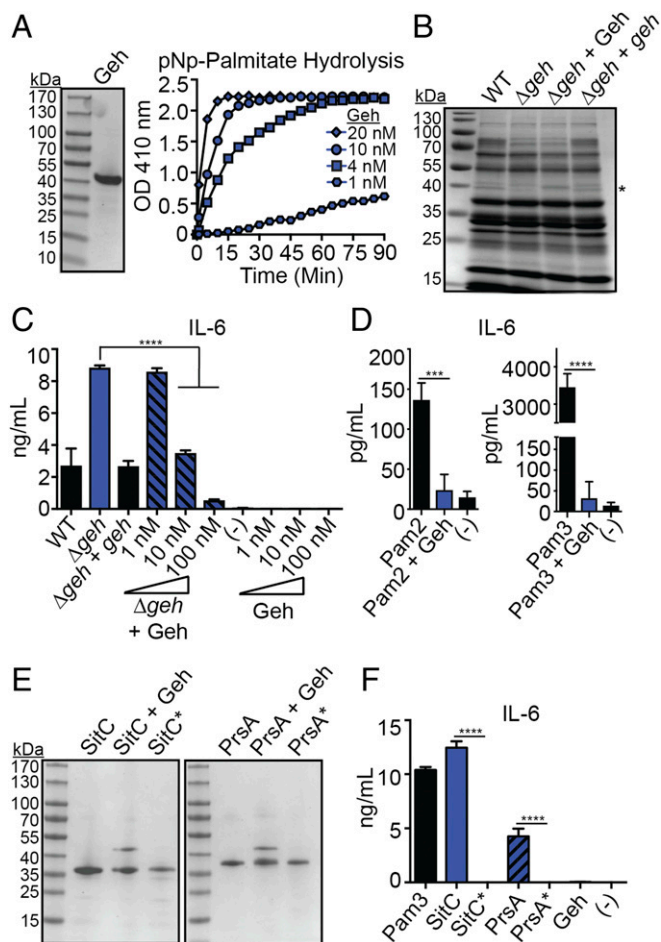 A
Geh
kDa
170
130
100
70
55
40
35
25
15
10
pNp-Palmitate Hydrolysis
OD 410 nm
2.5
2.0
1.5
1.0
0.5
0
Geh
20 nM
10 nM
4 nM
1 nM
0 15 30 45 60 75 90
Time (Min)
B
WT
Δgeh
Δgeh + Geh
Δgeh + geh
kDa
130
100
70
55
40
35
25
15
*
C
IL-6
ng/mL
10
8
6
4
2
0
****
WT
Δgeh
Δgeh + geh
1 nM
10 nM
100 nM
(-)
1 nM
10 nM
100 nM
Δgeh
+ Geh
Geh
D
IL-6
pg/mL
200
150
100
50
0
***
Pam2
Pam2 + Geh
(-)
pg/mL
4000
3000
150
100
50
0
****
Pam3
Pam3 + Geh
(-)
E
kDa
SitC
SitC + Geh
SitC*
PrsA
PrsA + Geh
PrsA*
170
130
100
70
55
40
35
25
15
F
IL-6
ng/mL
15
10
5
0
****
****
Pam3
SitC
SitC*
PrsA
PrsA*
Geh
(-)